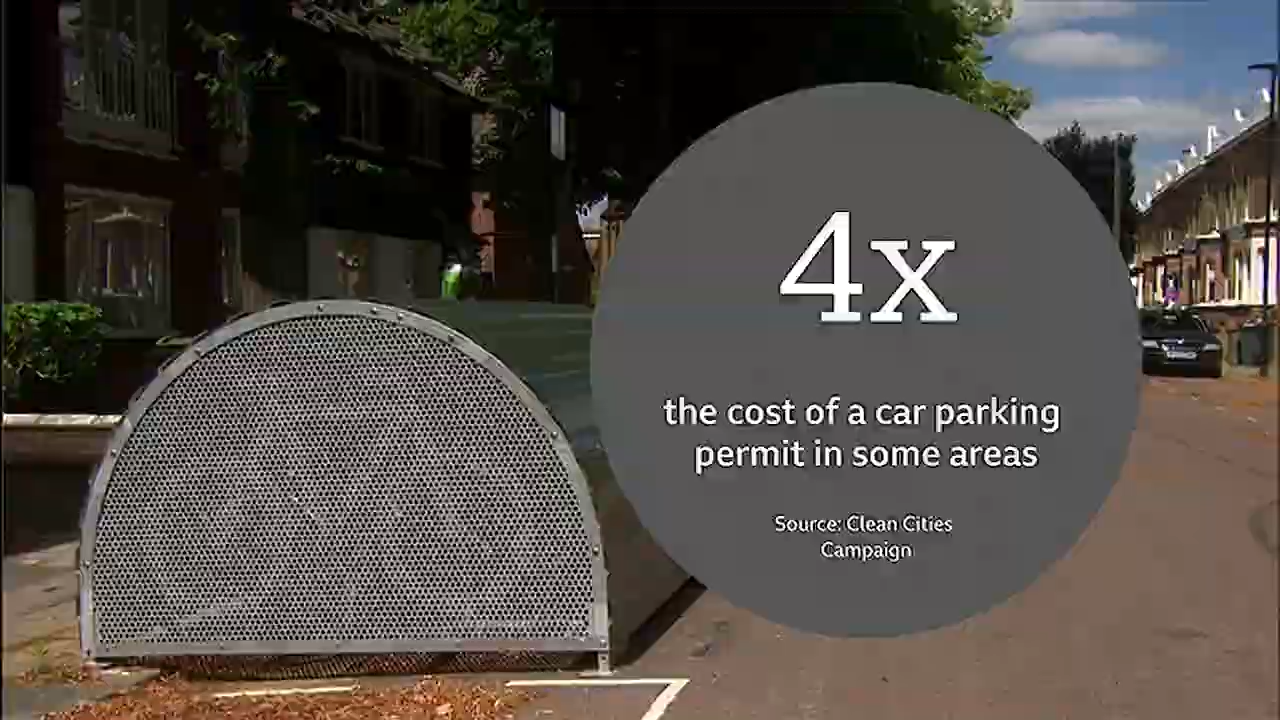 4x
the cost of a car parking
permit in some areas
Source: Clean Cities
Campaign